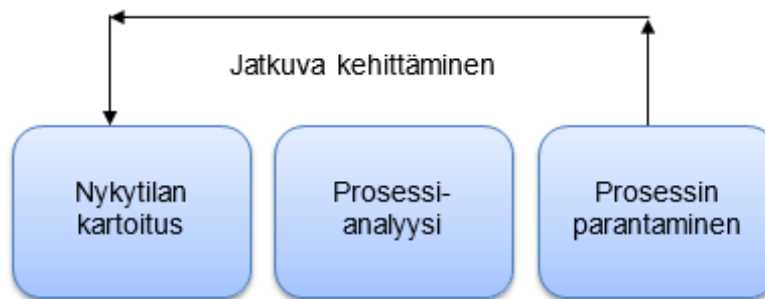 Jatkuva kehittäminen
Nykytilan
kartoitus
Prosessi-
analyysi
Prosessin
parantaminen